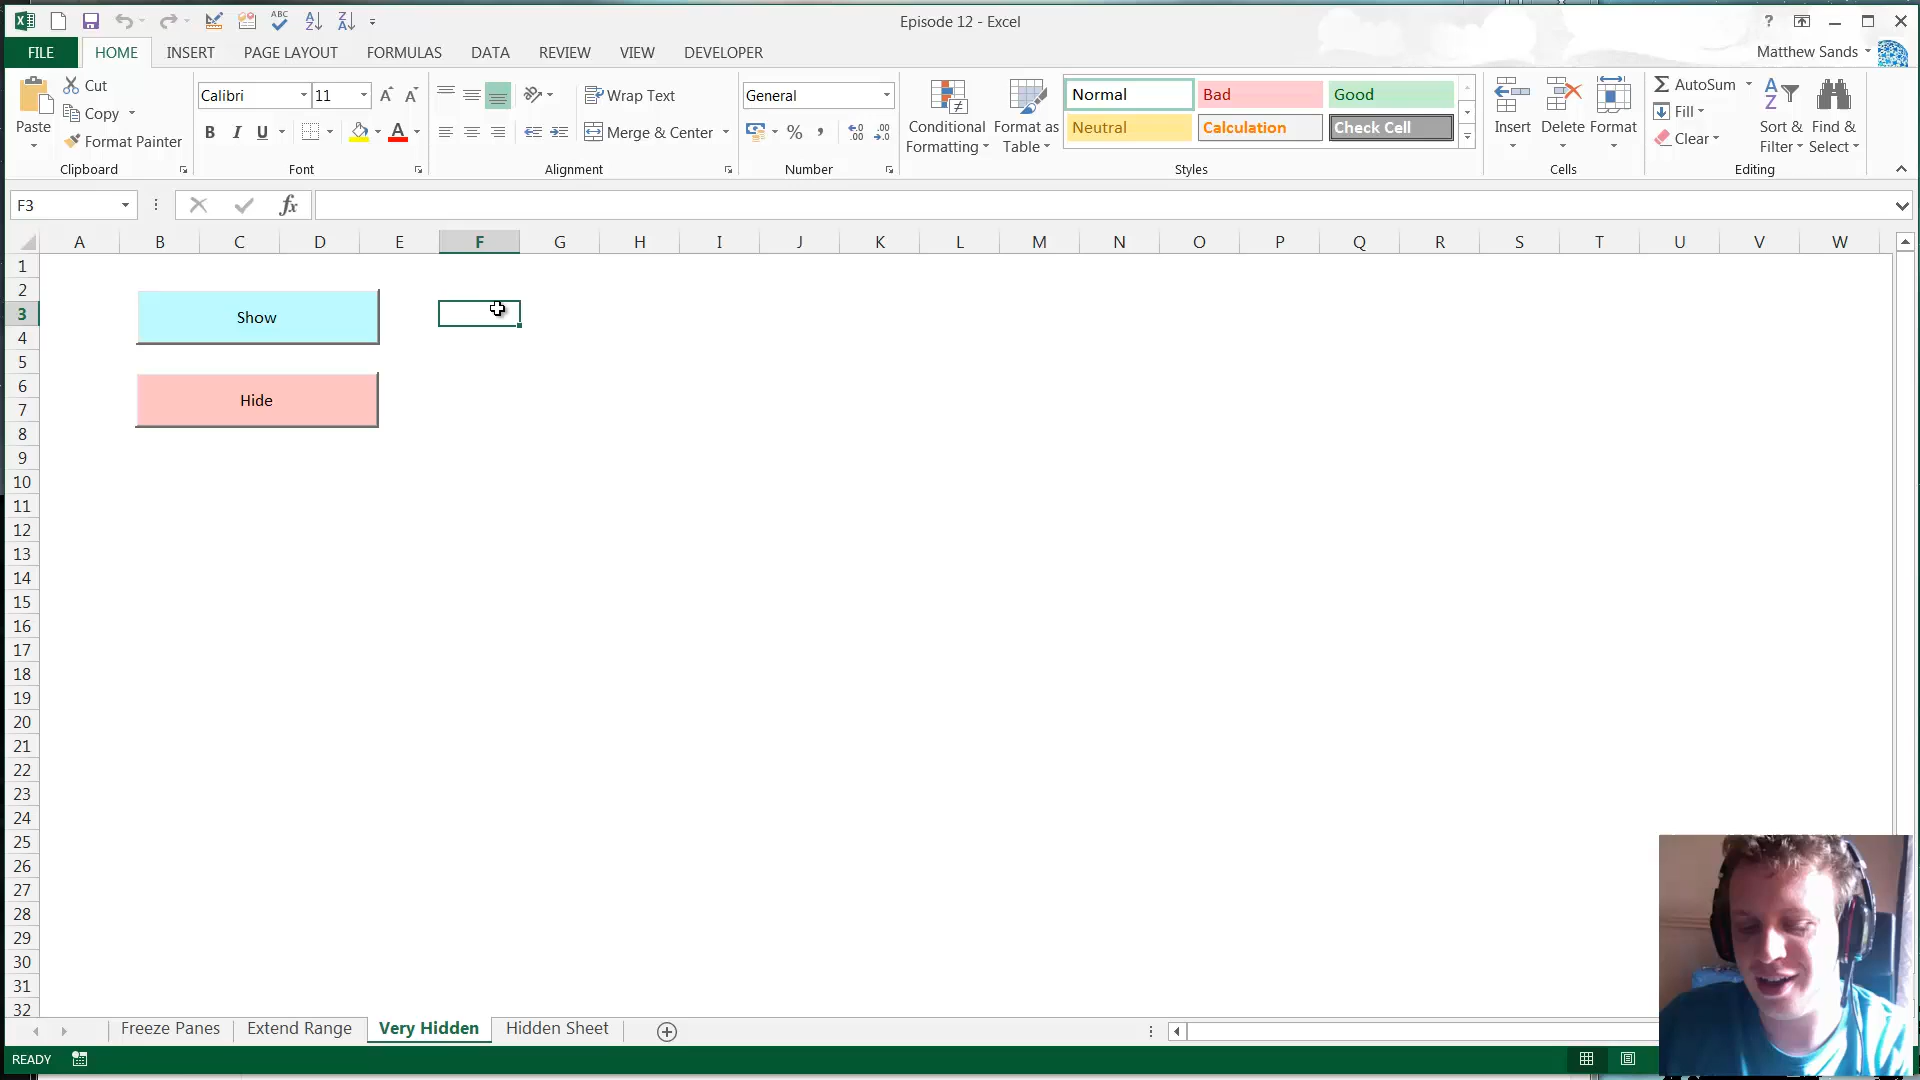 Episode 12 - Excel
?
FILE HOME INSERT PAGE LAYOUT FORMULAS DATA REVIEW VIEW DEVELOPER Matthew Sands
Paste
Cut
Copy
Format Painter
Clipboard
Calibri 11
B I U
Font
Wrap Text
Merge & Center
Alignment
General
%
Number
Conditional
Formatting
Format as
Table
Normal Bad Good
Neutral Calculation Check Cell
Styles
Insert Delete Format
Cells
AutoSum
Fill
Clear
Sort &
Filter
Find &
Select
Editing
F3
fx
A B C D E F G H I J K L M N O P Q R S T U V W
1
2
3
4
5
6
7
8
9
10
11
12
13
14
15
16
17
18
19
20
21
22
23
24
25
26
27
28
29
30
31
32
Show
Hide
Freeze Panes Extend Range Very Hidden Hidden Sheet
READY